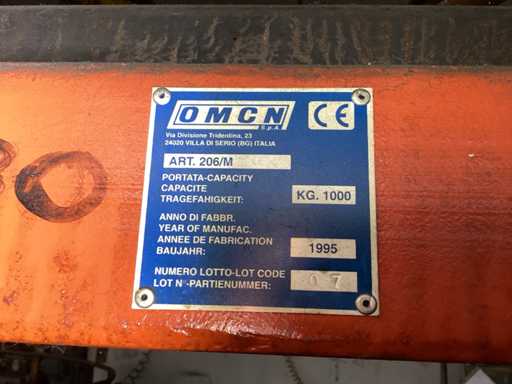 OMCN S.p.A. CE
Via Divisione Tridentina, 23
24020 VILLA DI SERIO (BG) ITALIA
ART. 206/M
PORTATA-CAPACITY
CAPACITE
TRAGEFAHIGKEIT: KG. 1000
ANNO DI FABBR.
YEAR OF MANUFAC.
ANNEE DE FABRICATION
BAUJAHR: 1995
NUMERO LOTTO-LOT CODE
LOT N°-PARTIENUMMER: 07